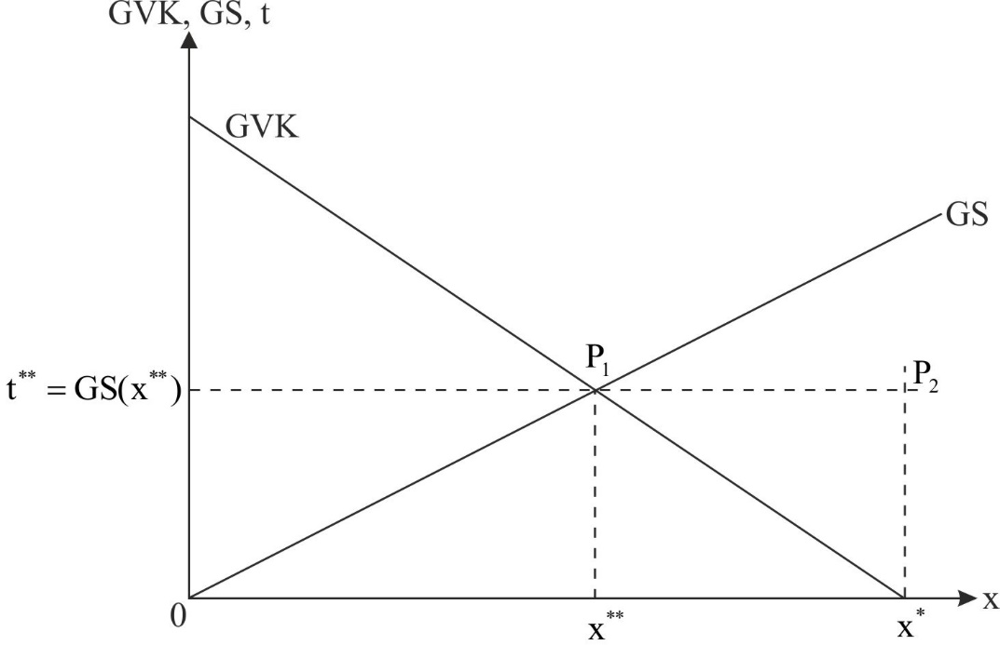 GVK, GS, t
GVK
GS
P₁
P₂
t** = GS(x**)
0
x**
x*
x